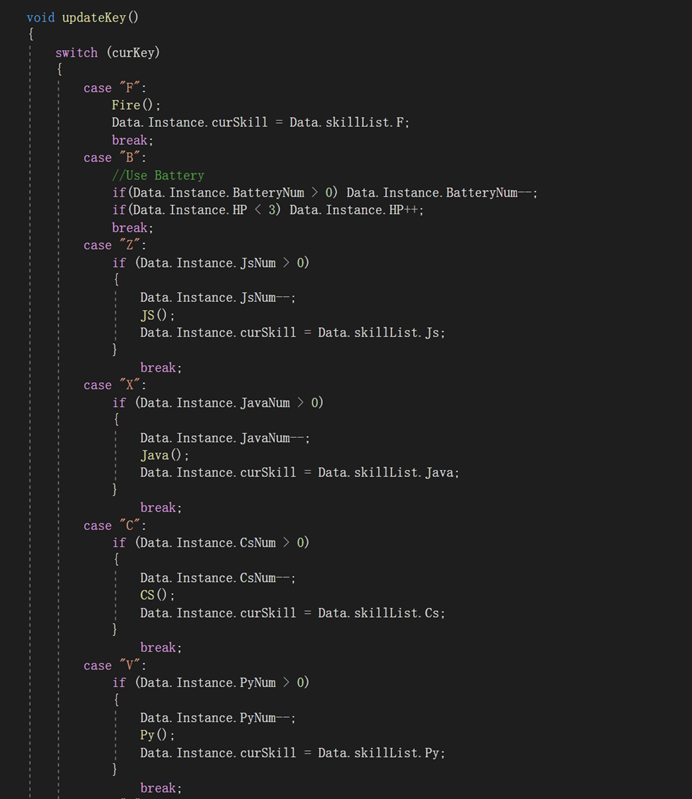 void updateKey()
{
switch (curKey)
{
case "F":
Fire();
Data.Instance.curSkill = Data.skillList.F;
break;
case "B":
//Use Battery
if(Data.Instance.BatteryNum > 0) Data.Instance.BatteryNum--;
if(Data.Instance.HP < 3) Data.Instance.HP++;
break;
case "Z":
if (Data.Instance.JsNum > 0)
{
Data.Instance.JsNum--;
JS();
Data.Instance.curSkill = Data.skillList.Js;
}
break;
case "X":
if (Data.Instance.JavaNum > 0)
{
Data.Instance.JavaNum--;
Java();
Data.Instance.curSkill = Data.skillList.Java;
}
break;
case "C":
if (Data.Instance.CsNum > 0)
{
Data.Instance.CsNum--;
CS();
Data.Instance.curSkill = Data.skillList.Cs;
}
break;
case "V":
if (Data.Instance.PyNum > 0)
{
Data.Instance.PyNum--;
Py();
Data.Instance.curSkill = Data.skillList.Py;
}
break;